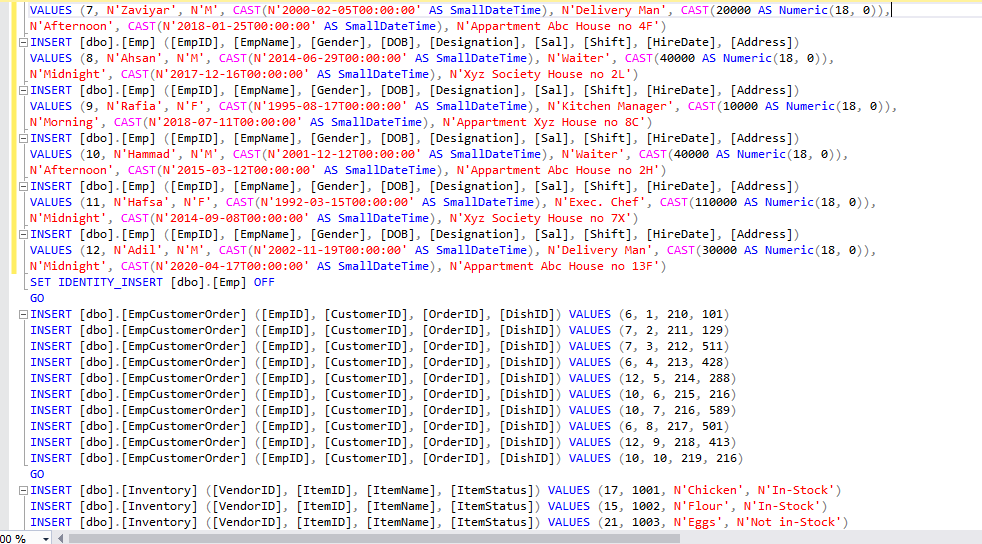 VALUES (7, N'Zaviyar', N'M', CAST(N'2000-02-05T00:00:00' AS SmallDateTime), N'Delivery Man', CAST(20000 AS Numeric(18, 0)),
N'Afternoon', CAST(N'2018-01-25T00:00:00' AS SmallDateTime), N'Appartment Abc House no 4F')
INSERT [dbo].[Emp] ([EmpID], [EmpName], [Gender], [DOB], [Designation], [Sal], [Shift], [HireDate], [Address])
VALUES (8, N'Ahsan', N'M', CAST(N'2014-06-29T00:00:00' AS SmallDateTime), N'Waiter', CAST(40000 AS Numeric(18, 0)),
N'Midnight', CAST(N'2017-12-16T00:00:00' AS SmallDateTime), N'Xyz Society House no 2L')
INSERT [dbo].[Emp] ([EmpID], [EmpName], [Gender], [DOB], [Designation], [Sal], [Shift], [HireDate], [Address])
VALUES (9, N'Rafia', N'F', CAST(N'1995-08-17T00:00:00' AS SmallDateTime), N'Kitchen Manager', CAST(10000 AS Numeric(18, 0)),
N'Morning', CAST(N'2018-07-11T00:00:00' AS SmallDateTime), N'Appartment Xyz House no 8C')
INSERT [dbo].[Emp] ([EmpID], [EmpName], [Gender], [DOB], [Designation], [Sal], [Shift], [HireDate], [Address])
VALUES (10, N'Hammad', N'M', CAST(N'2001-12-12T00:00:00' AS SmallDateTime), N'Waiter', CAST(40000 AS Numeric(18, 0)),
N'Afternoon', CAST(N'2015-03-12T00:00:00' AS SmallDateTime), N'Appartment Abc House no 2H')
INSERT [dbo].[Emp] ([EmpID], [EmpName], [Gender], [DOB], [Designation], [Sal], [Shift], [HireDate], [Address])
VALUES (11, N'Hafsa', N'F', CAST(N'1992-03-15T00:00:00' AS SmallDateTime), N'Exec. Chef', CAST(110000 AS Numeric(18, 0)),
N'Midnight', CAST(N'2014-09-08T00:00:00' AS SmallDateTime), N'Xyz Society House no 7X')
INSERT [dbo].[Emp] ([EmpID], [EmpName], [Gender], [DOB], [Designation], [Sal], [Shift], [HireDate], [Address])
VALUES (12, N'Adil', N'M', CAST(N'2002-11-19T00:00:00' AS SmallDateTime), N'Delivery Man', CAST(30000 AS Numeric(18, 0)),
N'Midnight', CAST(N'2020-04-17T00:00:00' AS SmallDateTime), N'Appartment Abc House no 13F')
SET IDENTITY_INSERT [dbo].[Emp] OFF
GO
INSERT [dbo].[EmpCustomerOrder] ([EmpID], [CustomerID], [OrderID], [DishID]) VALUES (6, 1, 210, 101)
INSERT [dbo].[EmpCustomerOrder] ([EmpID], [CustomerID], [OrderID], [DishID]) VALUES (7, 2, 211, 129)
INSERT [dbo].[EmpCustomerOrder] ([EmpID], [CustomerID], [OrderID], [DishID]) VALUES (7, 3, 212, 511)
INSERT [dbo].[EmpCustomerOrder] ([EmpID], [CustomerID], [OrderID], [DishID]) VALUES (6, 4, 213, 428)
INSERT [dbo].[EmpCustomerOrder] ([EmpID], [CustomerID], [OrderID], [DishID]) VALUES (12, 5, 214, 288)
INSERT [dbo].[EmpCustomerOrder] ([EmpID], [CustomerID], [OrderID], [DishID]) VALUES (10, 6, 215, 216)
INSERT [dbo].[EmpCustomerOrder] ([EmpID], [CustomerID], [OrderID], [DishID]) VALUES (10, 7, 216, 589)
INSERT [dbo].[EmpCustomerOrder] ([EmpID], [CustomerID], [OrderID], [DishID]) VALUES (6, 8, 217, 501)
INSERT [dbo].[EmpCustomerOrder] ([EmpID], [CustomerID], [OrderID], [DishID]) VALUES (12, 9, 218, 413)
INSERT [dbo].[EmpCustomerOrder] ([EmpID], [CustomerID], [OrderID], [DishID]) VALUES (10, 10, 219, 216)
GO
INSERT [dbo].[Inventory] ([VendorID], [ItemID], [ItemName], [ItemStatus]) VALUES (17, 1001, N'Chicken', N'In-Stock')
INSERT [dbo].[Inventory] ([VendorID], [ItemID], [ItemName], [ItemStatus]) VALUES (15, 1002, N'Flour', N'In-Stock')
INSERT [dbo].[Inventory] ([VendorID], [ItemID], [ItemName], [ItemStatus]) VALUES (21, 1003, N'Eggs', N'Not in-Stock')
00 %